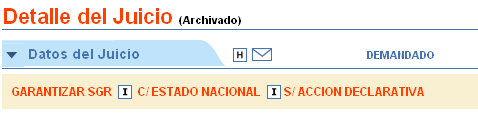 Detalle del Juicio (Archivado)
Datos del Juicio H DEMANDADO
GARANTIZAR SGR I C/ ESTADO NACIONAL I S/ ACCION DECLARATIVA